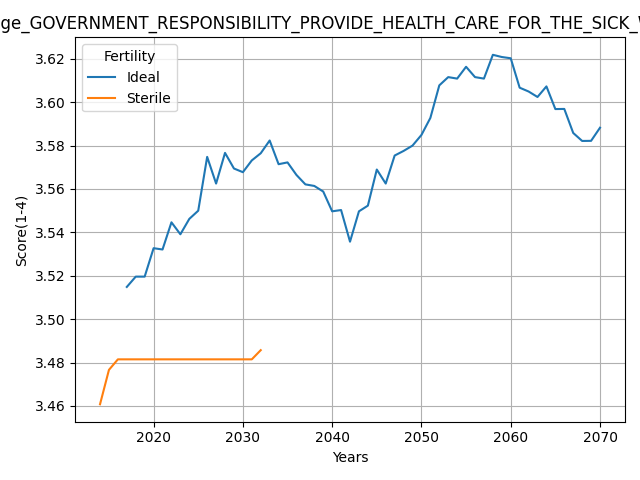 ge_GOVERNMENT_RESPONSIBILITY_PROVIDE_HEALTH_CARE_FOR_THE_SICK_
Fertility
Ideal
Sterile
Score(1-4)
3.62
3.60
3.58
3.56
3.54
3.52
3.50
3.48
3.46
2020 2030 2040 2050 2060 2070
Years